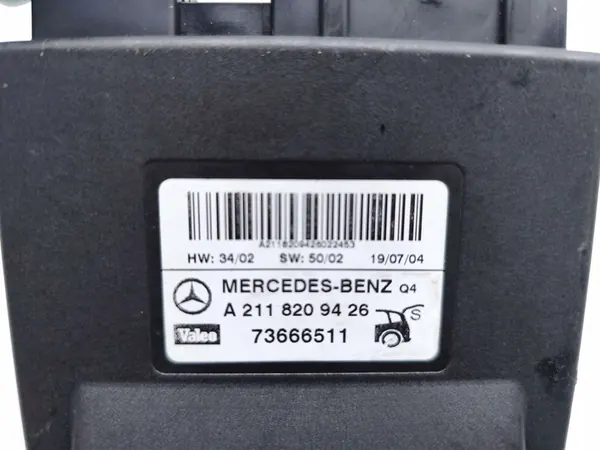 A2118209426022453
HW: 34/02 SW: 50/02 19/07/04
MERCEDES-BENZ Q4
A 211 820 94 26
Valeo 73666511
S